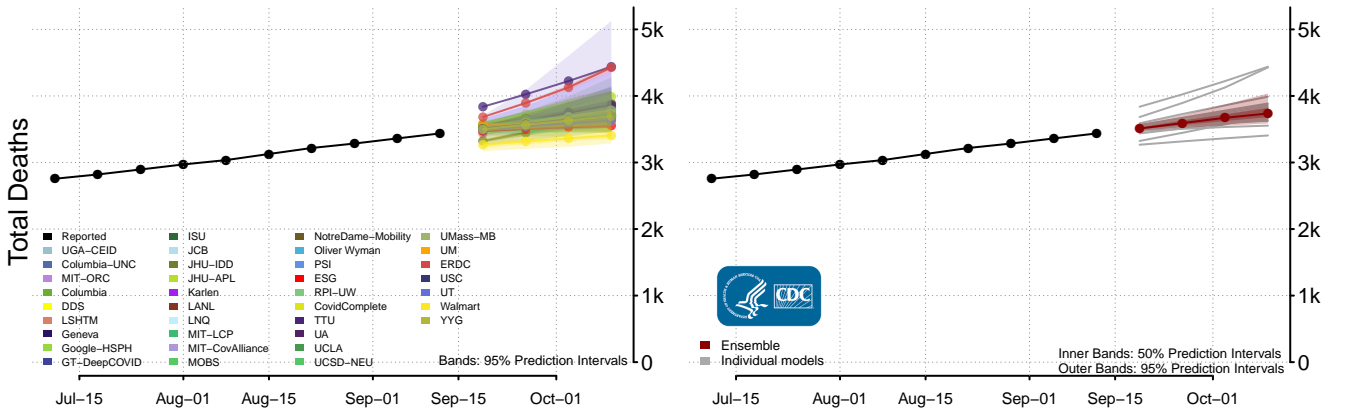 Total Deaths
5k
4k
3k
2k
1k
0
Reported
UGA–CEID
Columbia–UNC
MIT–ORC
Columbia
DDS
LSHTM
Geneva
Google–HSPH
GT–DeepCOVID
ISU
JCB
JHU–IDD
JHU–APL
Karlen
LANL
LNQ
MIT–LCP
MIT–CovAlliance
MOBS
NotreDame–Mobility
Oliver Wyman
PSI
ESG
RPI–UW
CovidComplete
TTU
UA
UCLA
UCSD–NEU
UMass–MB
UM
ERDC
USC
UT
Walmart
YYG
Bands: 95% Prediction Intervals
Jul–15
Aug–01
Aug–15
Sep–01
Sep–15
Oct–01
5k
4k
3k
2k
1k
0
CDC
Ensemble
Individual models
Inner Bands: 50% Prediction Intervals
Outer Bands: 95% Prediction Intervals
Jul–15
Aug–01
Aug–15
Sep–01
Sep–15
Oct–01